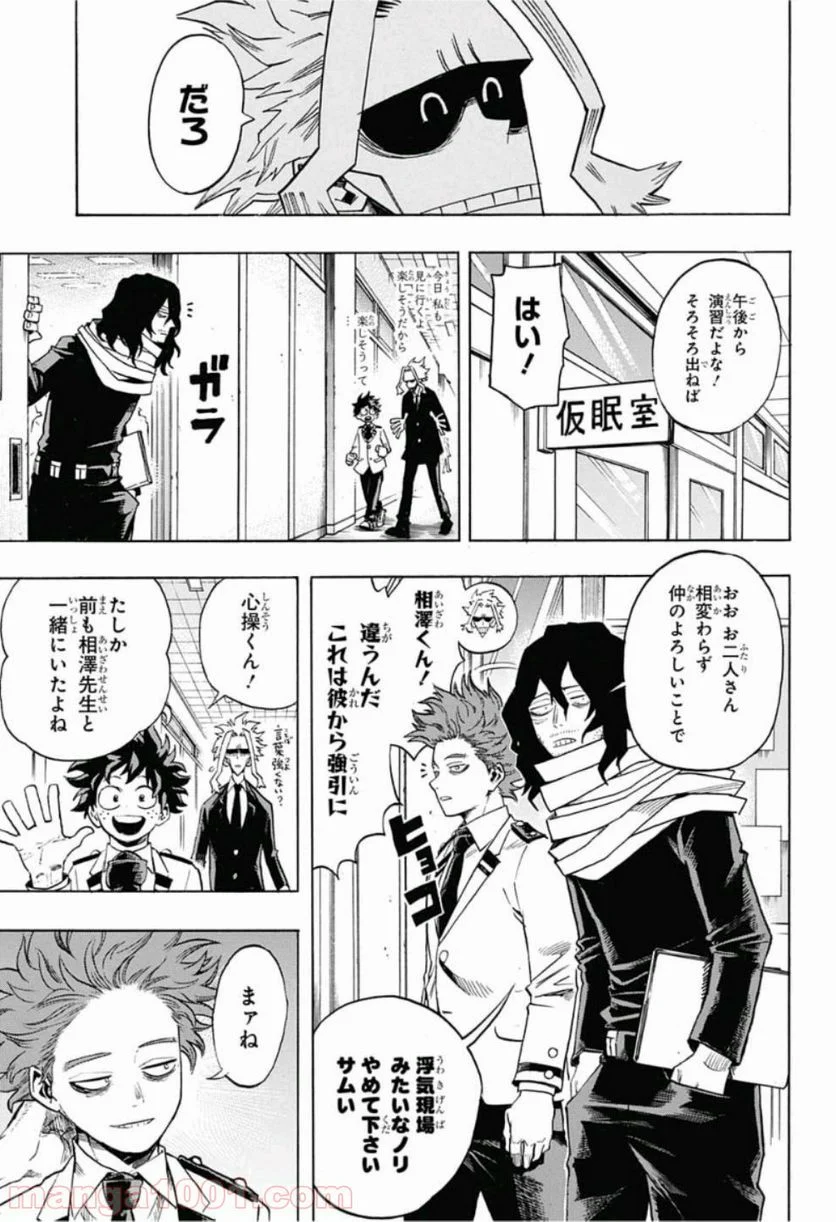 だろ
午後から
演習だよな！
そろそろ出ねば
はい！
仮眠室
今日 私も
見に行くよ
楽しそうだから
楽しそうって
ガラ
おお お二人さん
相変わらず
仲のよろしいことで
相澤くん！
違うんだ
これは彼から強引に
ヒョコ
浮気現場
みたいなノリ
やめて下さい
サムい
心操くん！
言葉強くない？
たしか
前も相澤先生と
一緒にいたよね
まァね
manga1001.com